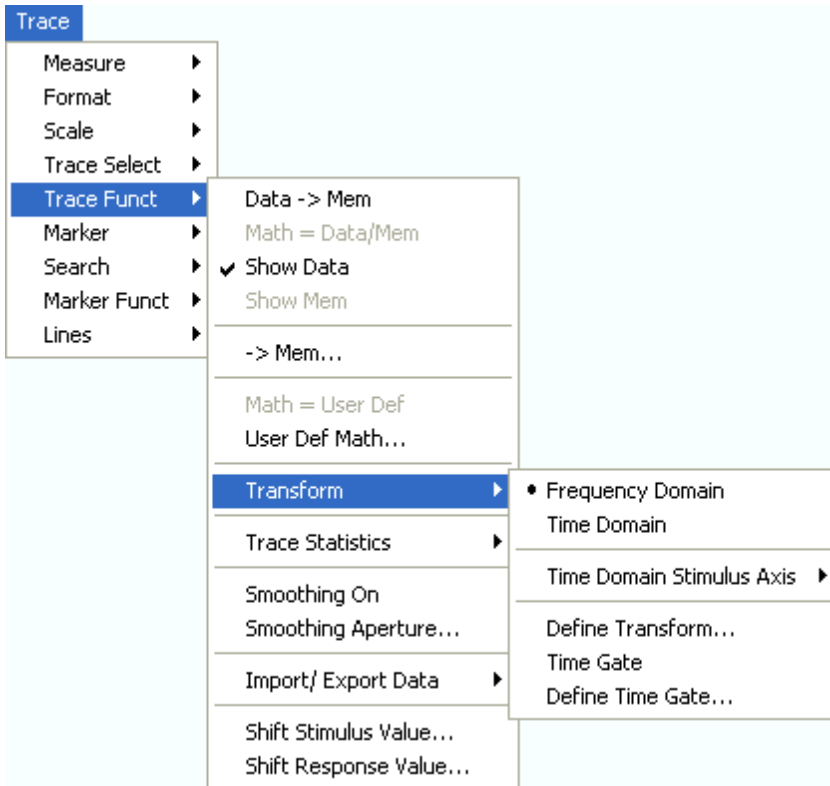 Trace
Measure
Format
Scale
Trace Select
Trace Funct
Marker
Search
Marker Funct
Lines
Data -> Mem
Math = Data/Mem
Show Data
Show Mem
-> Mem...
Math = User Def
User Def Math...
Transform
Trace Statistics
Smoothing On
Smoothing Aperture...
Import/ Export Data
Shift Stimulus Value...
Shift Response Value...
Frequency Domain
Time Domain
Time Domain Stimulus Axis
Define Transform...
Time Gate
Define Time Gate...